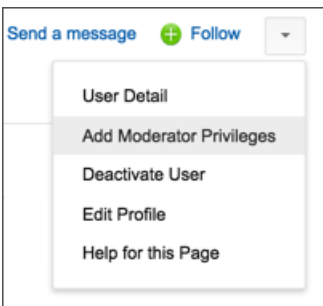 Send a message Follow
User Detail
Add Moderator Privileges
Deactivate User
Edit Profile
Help for this Page